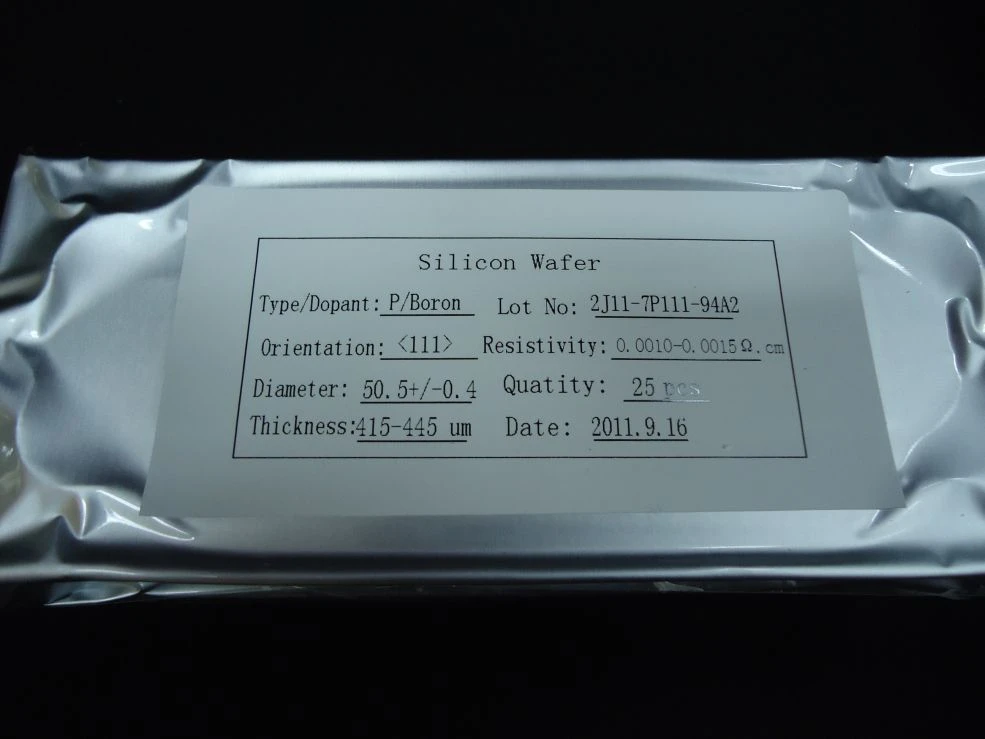 Silicon Wafer
Type/Dopant: P/Boron Lot No: 2J11-7P111-94A2
Orientation: <111> Resistivity: 0.0010-0.0015Ω.cm
Diameter: 50.5+/-0.4 Quatity: 25 pcs
Thickness:415-445 um Date: 2011.9.16